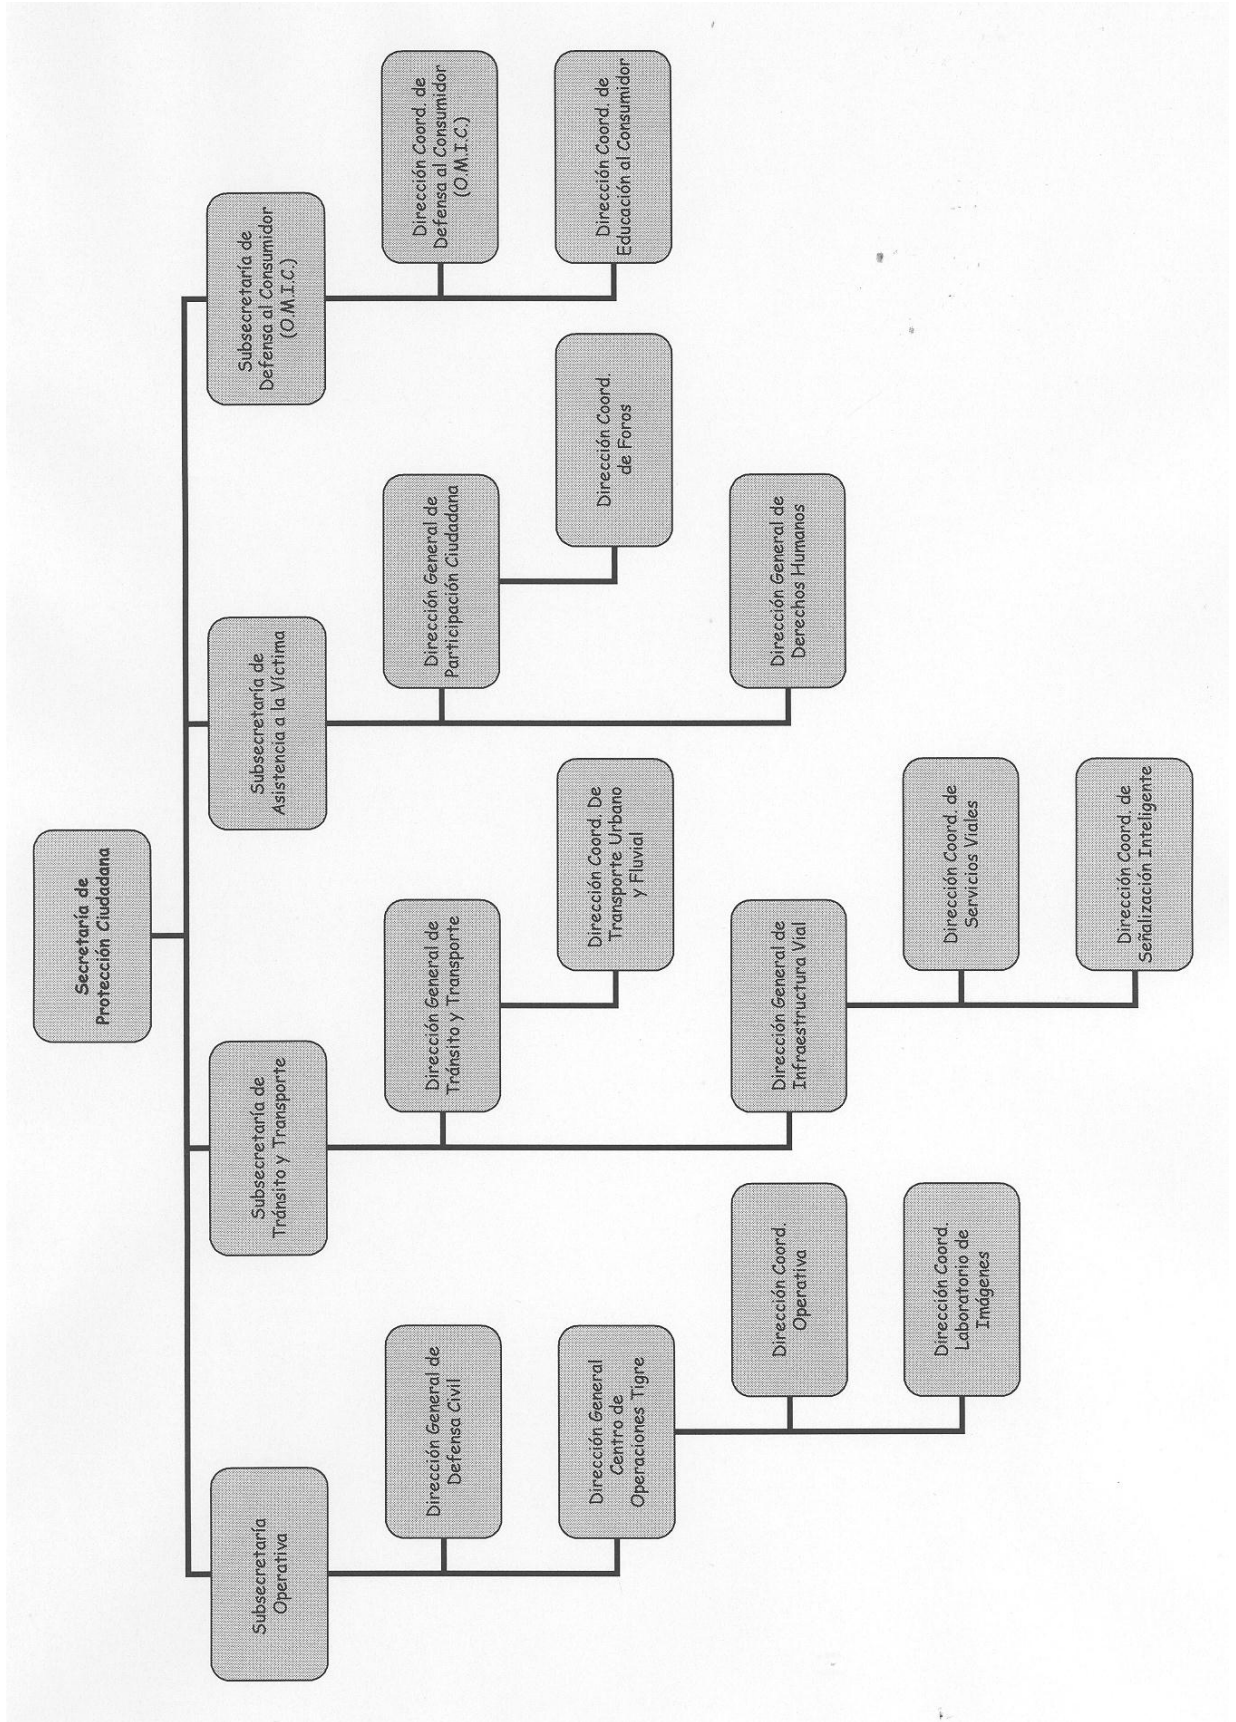 Secretaría de
Protección Ciudadana
Subsecretaría
Operativa
Subsecretaría de
Tránsito y Transporte
Subsecretaría de
Asistencia a la Víctima
Subsecretaría de
Defensa al Consumidor
(O.M.I.C.)
Dirección General de
Defensa Civil
Dirección General de
Tránsito y Transporte
Dirección General de
Participación Ciudadana
Dirección Coord. de
Defensa al Consumidor
(O.M.I.C.)
Dirección General
Centro de
Operaciones Tigre
Dirección Coord. De
Transporte Urbano
y Fluvial
Dirección Coord.
de Foros
Dirección Coord. de
Educación al Consumidor
Dirección Coord.
Operativa
Dirección General de
Infraestructura Vial
Dirección General de
Derechos Humanos
Dirección Coord.
Laboratorio de
Imágenes
Dirección Coord. de
Servicios Viales
Dirección Coord. de
Señalización Inteligente